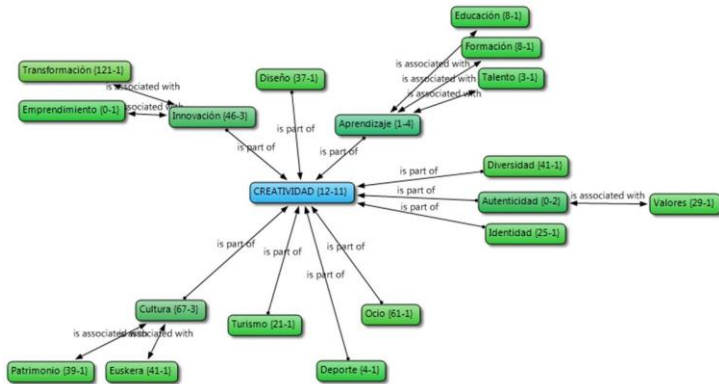 Educación {8-1}
Formación {8-1}
is associated with
Transformación {121-1}
Diseño {37-1}
is associated with
Talento {3-1}
is associated with
is associated with
Emprendimiento {0-1}
associated with
Innovación {46-3}
Aprendizaje {1-4}
is part of
is part of
is part of
Diversidad {41-1}
is part of
CREATIVIDAD {12-11}
is part of
Autenticidad {0-2}
is associated with
Valores {29-1}
is part of
Identidad {25-1}
is part of
is part of
is part of
is part of
Cultura {67-3}
Ocio {61-1}
Turismo {21-1}
is associated with
is associated with
Patrimonio {39-1}
Euskera {41-1}
Deporte {4-1}